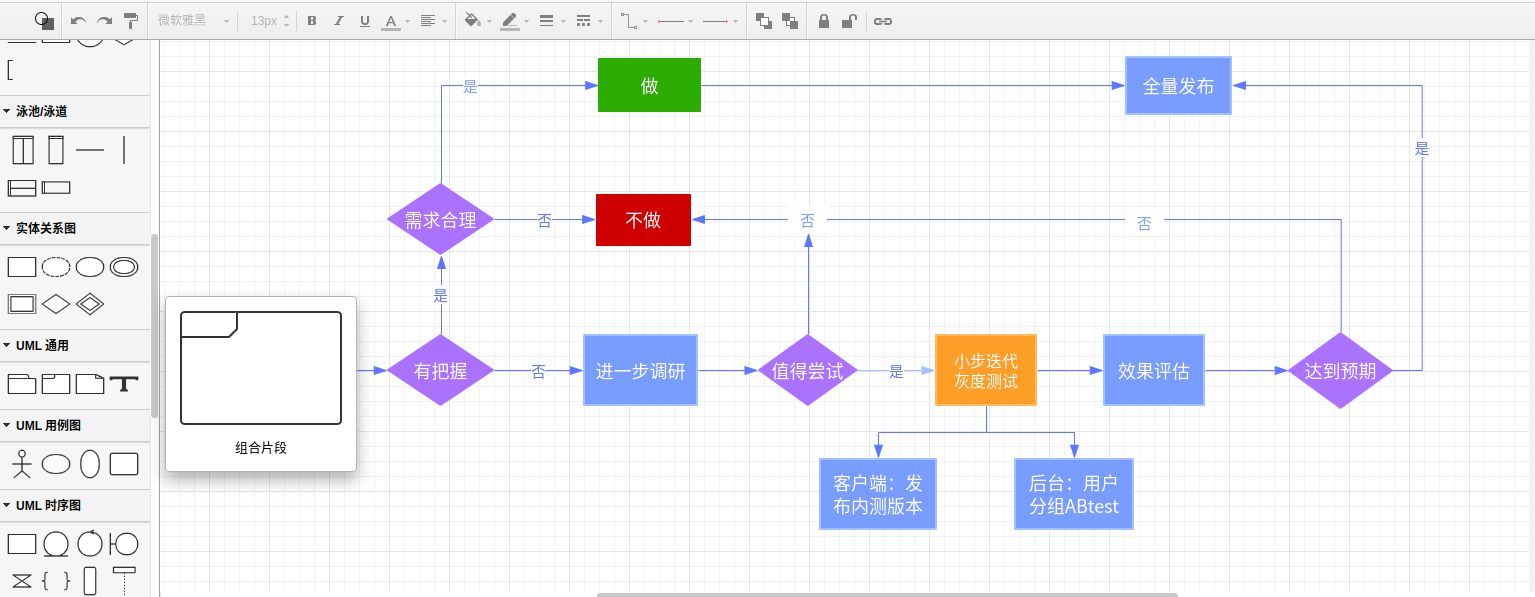 微软雅黑
13px
B
I
U
A
泳池/泳道
实体关系图
UML 通用
UML 用例图
UML 时序图
组合片段
是
做
全量发布
是
需求合理
否
不做
否
否
是
有把握
否
进一步调研
值得尝试
是
小步迭代
灰度测试
效果评估
达到预期
客户端：发
布内测版本
后台：用户
分组ABtest